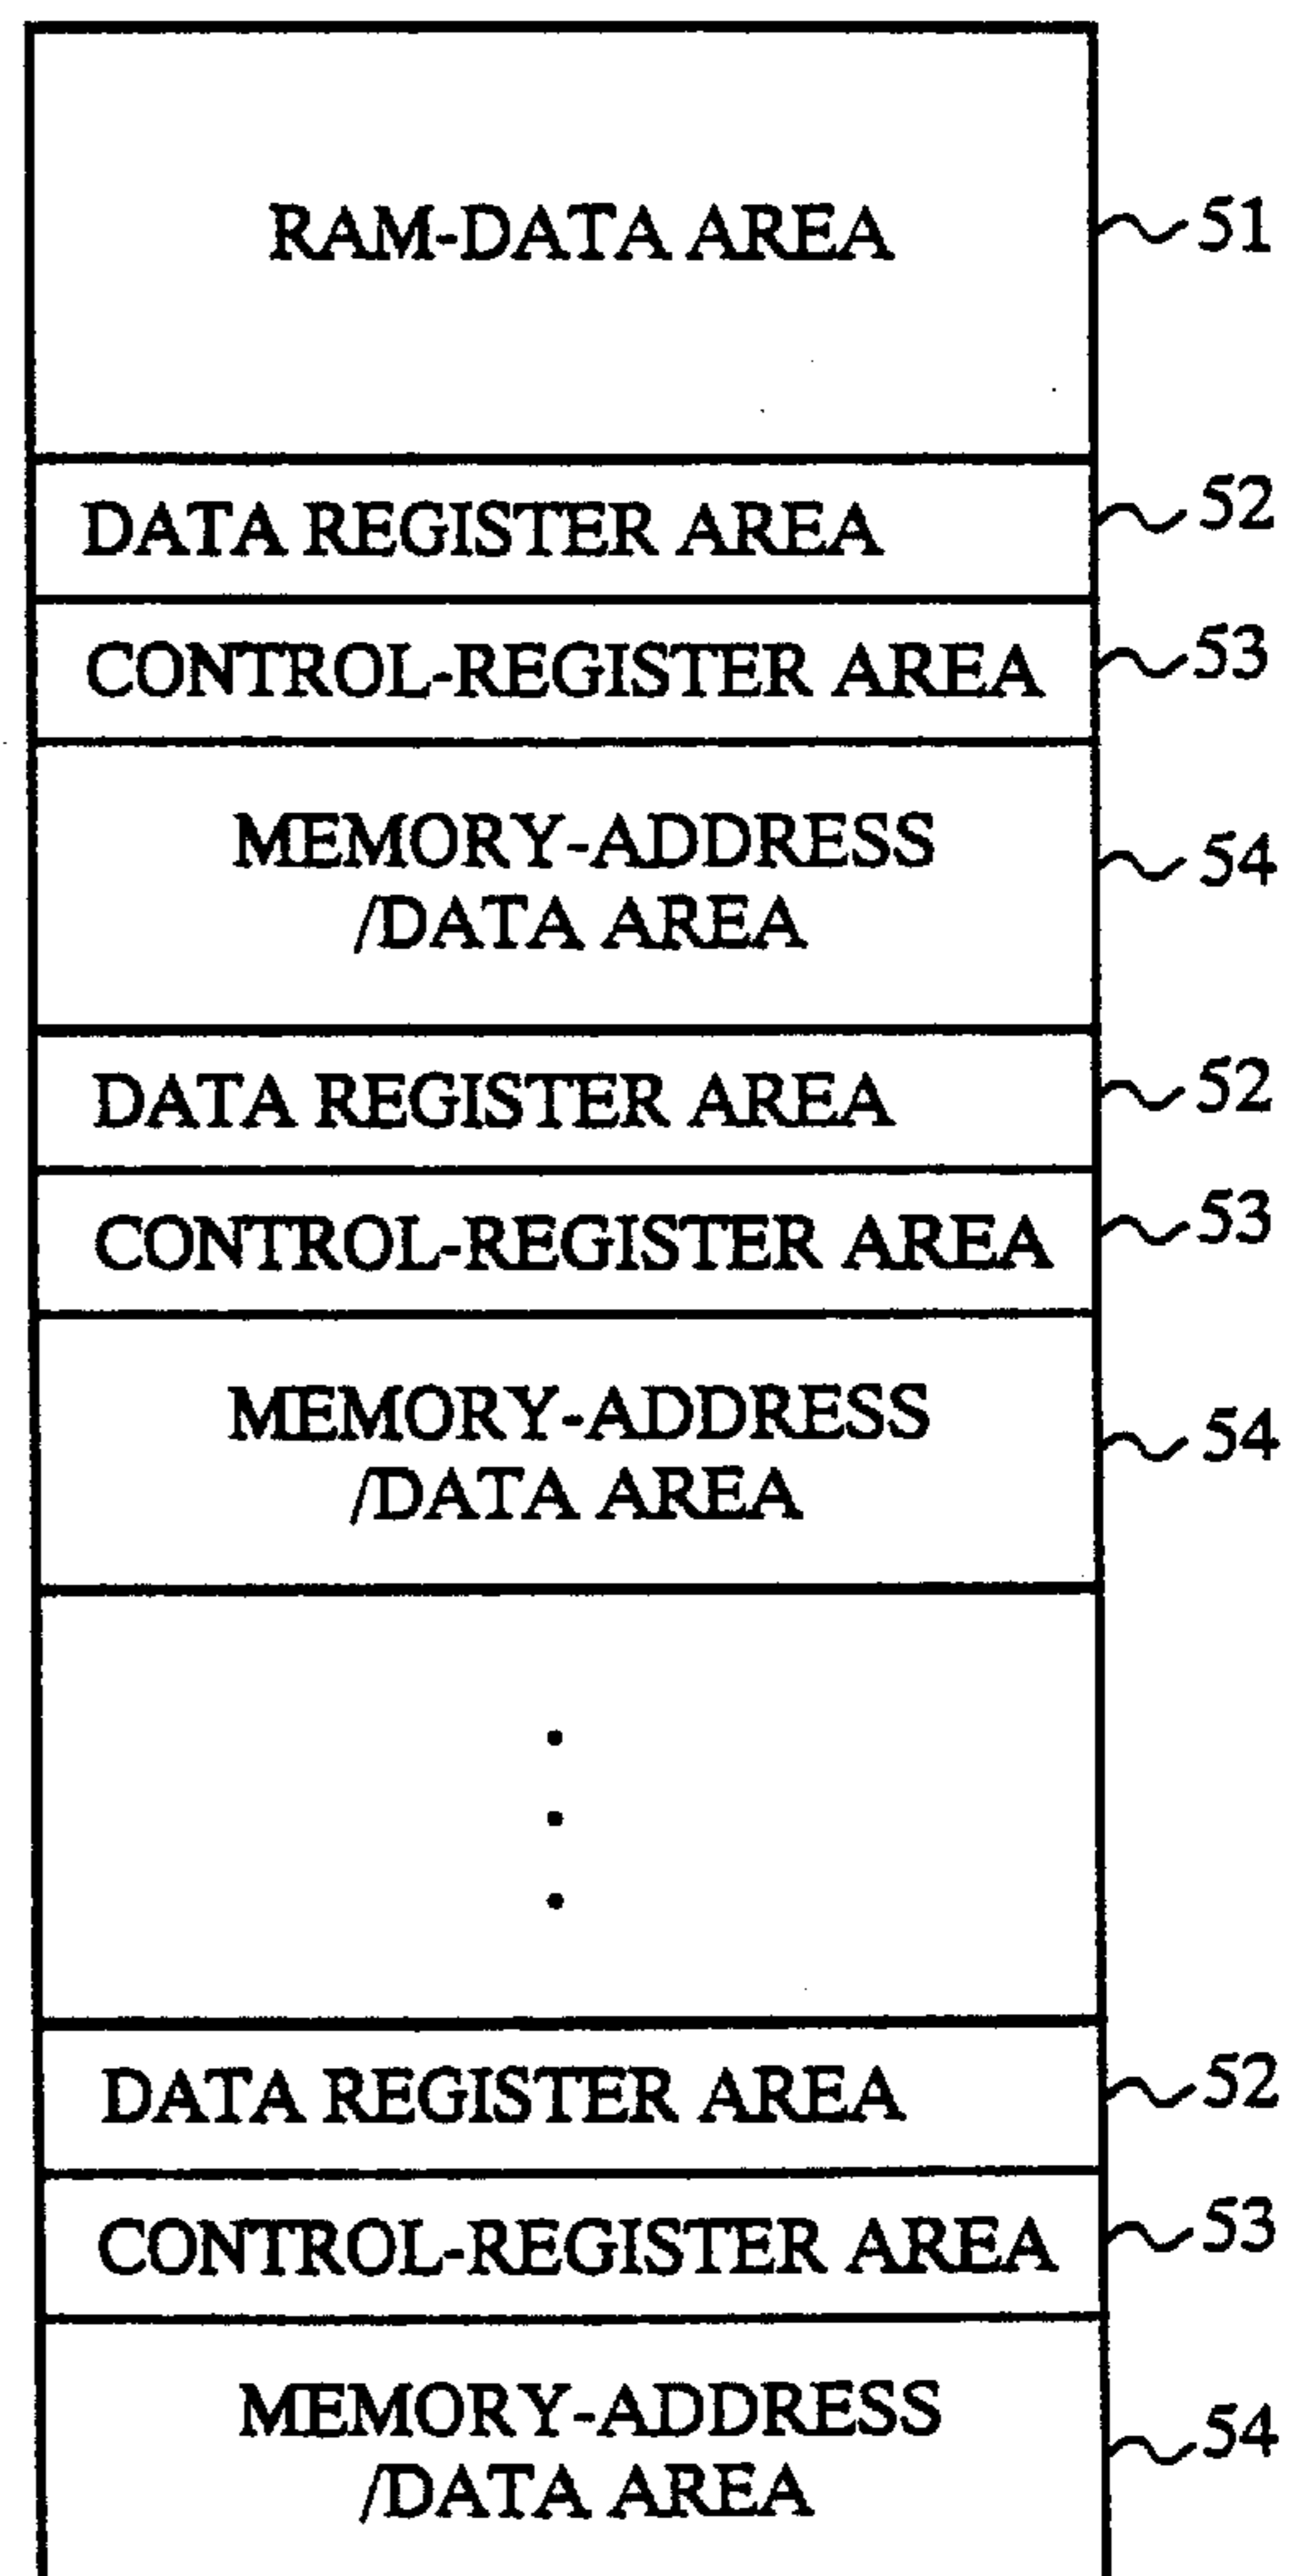 RAM-DATA AREA 51
DATA REGISTER AREA 52
CONTROL-REGISTER AREA 53
MEMORY-ADDRESS
/DATA AREA 54
DATA REGISTER AREA 52
CONTROL-REGISTER AREA 53
MEMORY-ADDRESS
/DATA AREA 54
DATA REGISTER AREA 52
CONTROL-REGISTER AREA 53
MEMORY-ADDRESS
/DATA AREA 54